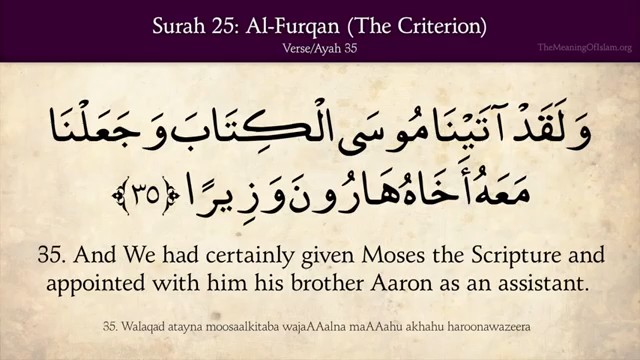 Surah 25: Al-Furqan (The Criterion)
Verse/Ayah 35
TheMeaningOfIslam.org
وَلَقَدْ آتَيْنَا مُوسَى الْكِتَابَ وَجَعَلْنَا
مَعَهُ أَخَاهُ هَارُونَ وَزِيرًا ﴿٣٥﴾
35. And We had certainly given Moses the Scripture and
appointed with him his brother Aaron as an assistant.
35. Walaqad atayna moosaalkitaba wajaAAalna maAAahu akhahu haroonawazeera